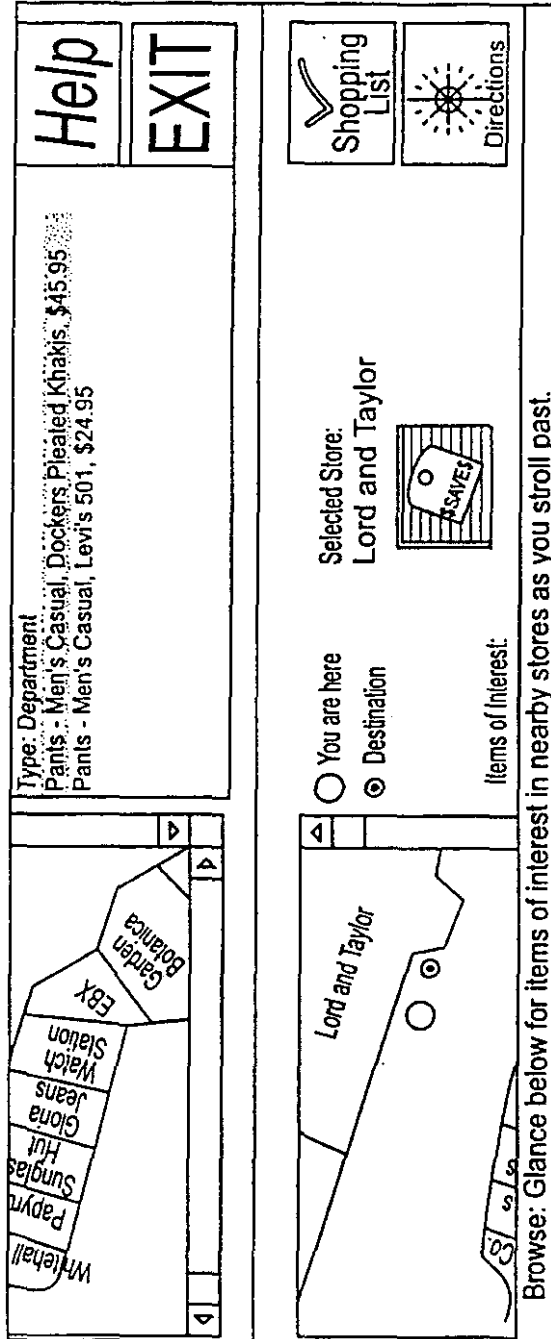 Whitehall
Papyru
Sunglas
Hut
Gloria
Jeans
Watch
Station
EBX
Garden
Botanica
Type: Department
Pants - Men's Casual, Dockers Pleated Khakis, $45.95
Pants - Men's Casual, Levi's 501, $24.95
Help
EXIT
Lord and Taylor
Co.
s
s
You are here
Destination
Selected Store:
Lord and Taylor
$SAVE$
Items of Interest:
Shopping
List
Directions
Browse: Glance below for items of interest in nearby stores as you stroll past.